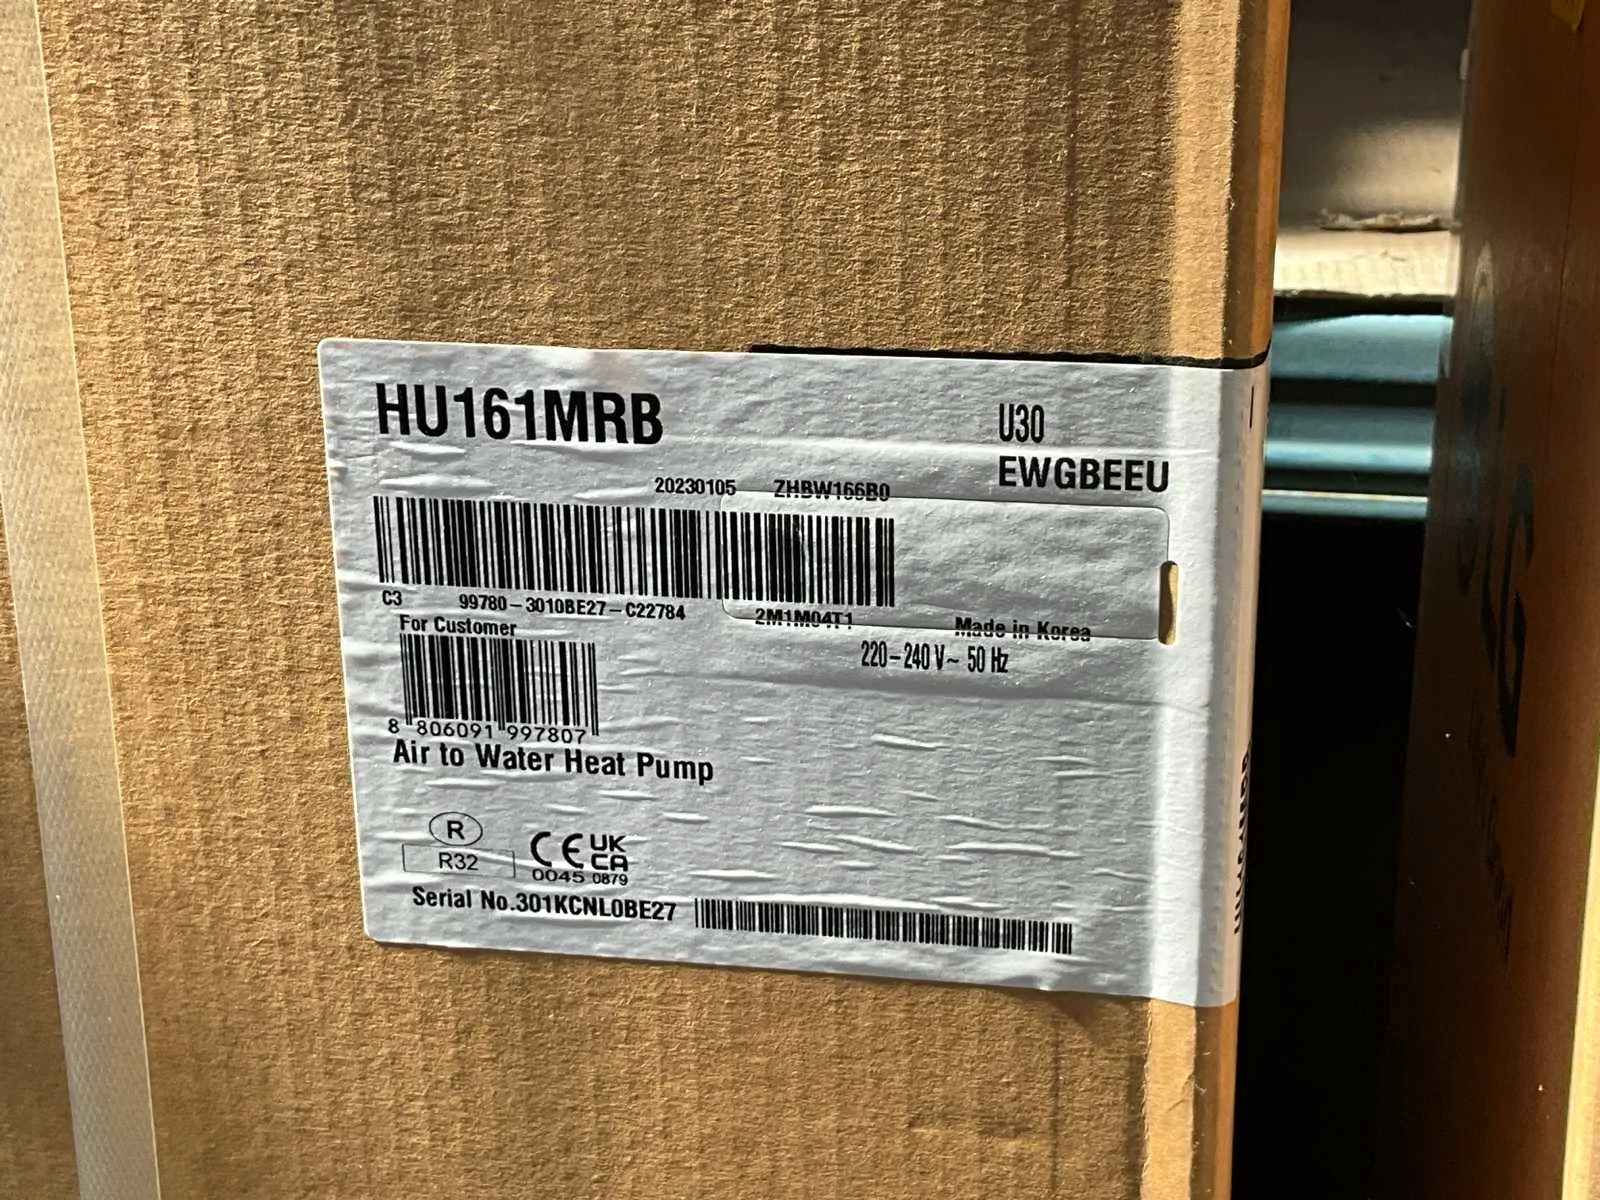 HU161MRB
U30
EWGBEEU
20230105 ZHBW166B0
C3 99780-3010BE27-C22784 2M1M04T1
For Customer
Made in Korea
220-240 V~ 50 Hz
8 806091 997807
Air to Water Heat Pump
R
R32
CE UK CA
0045 0879
Serial No.301KCNL0BE27
LG